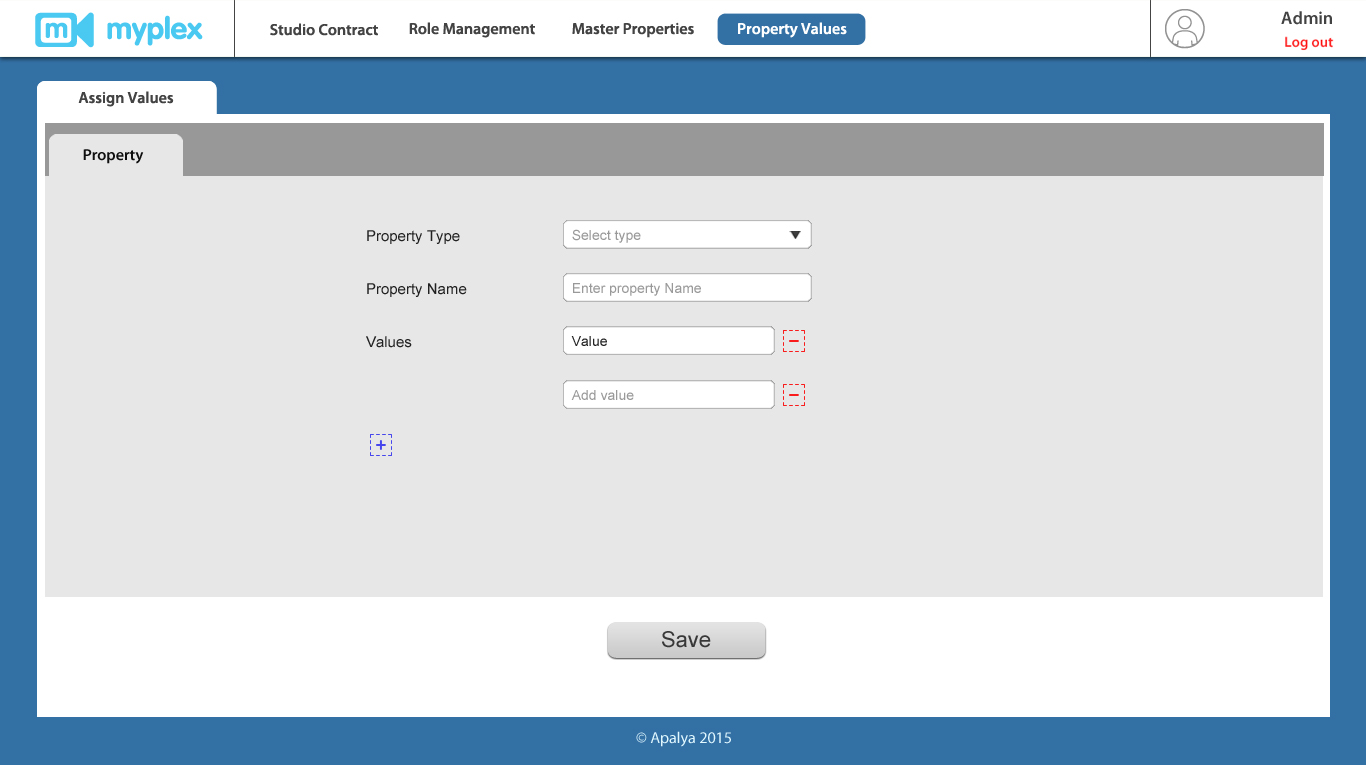 myplex
Studio Contract
Role Management
Master Properties
Property Values
Admin
Log out
Assign Values
Property
Property Type
Select type
Property Name
Enter property Name
Values
Value
Add value
Save
© Apalya 2015